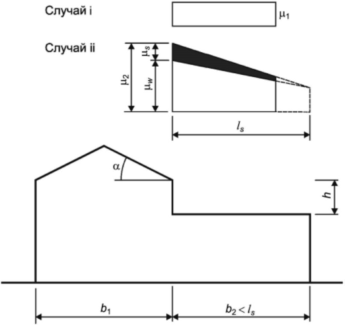 Случай i
μ1
Случай ii
μs
μ2
μw
ls
α
h
b1
b2 < ls